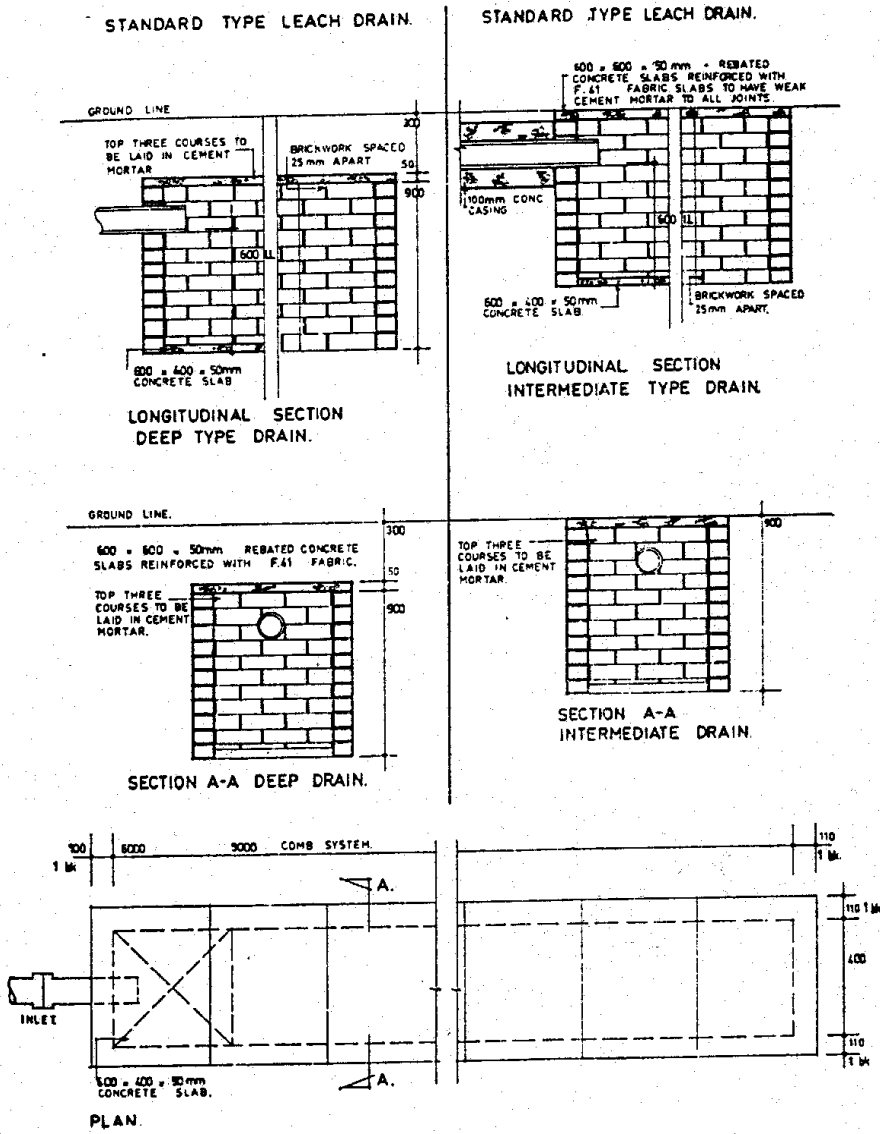 STANDARD TYPE LEACH DRAIN.
GROUND LINE
TOP THREE COURSES TO
BE LAID IN CEMENT
MORTAR
BRICKWORK SPACED
25mm APART
300
50
900
600 I.L
600 x 400 x 50mm
CONCRETE SLAB
LONGITUDINAL SECTION
DEEP TYPE DRAIN.
STANDARD TYPE LEACH DRAIN.
600 x 600 x 50mm - REBATED
CONCRETE SLABS REINFORCED WITH
F.41 FABRIC SLABS TO HAVE WEAK
CEMENT MORTAR TO ALL JOINTS
100mm CONC
CASING
600 I.L
600 x 400 x 50mm
CONCRETE SLAB.
BRICKWORK SPACED
25mm APART.
LONGITUDINAL SECTION
INTERMEDIATE TYPE DRAIN.
GROUND LINE.
600 x 600 x 50mm REBATED CONCRETE
SLABS REINFORCED WITH F.41 FABRIC.
TOP THREE
COURSES TO BE
LAID IN CEMENT
MORTAR.
300
50
900
SECTION A-A DEEP DRAIN.
TOP THREE
COURSES TO BE
LAID IN CEMENT
MORTAR.
900
SECTION A-A
INTERMEDIATE DRAIN.
1 bk
6000
9000 COMB SYSTEM.
110
1 bk.
A.
110 1 bk
400
110
1 bk
INLET
600 x 400 x 50mm
CONCRETE SLAB.
A.
PLAN.